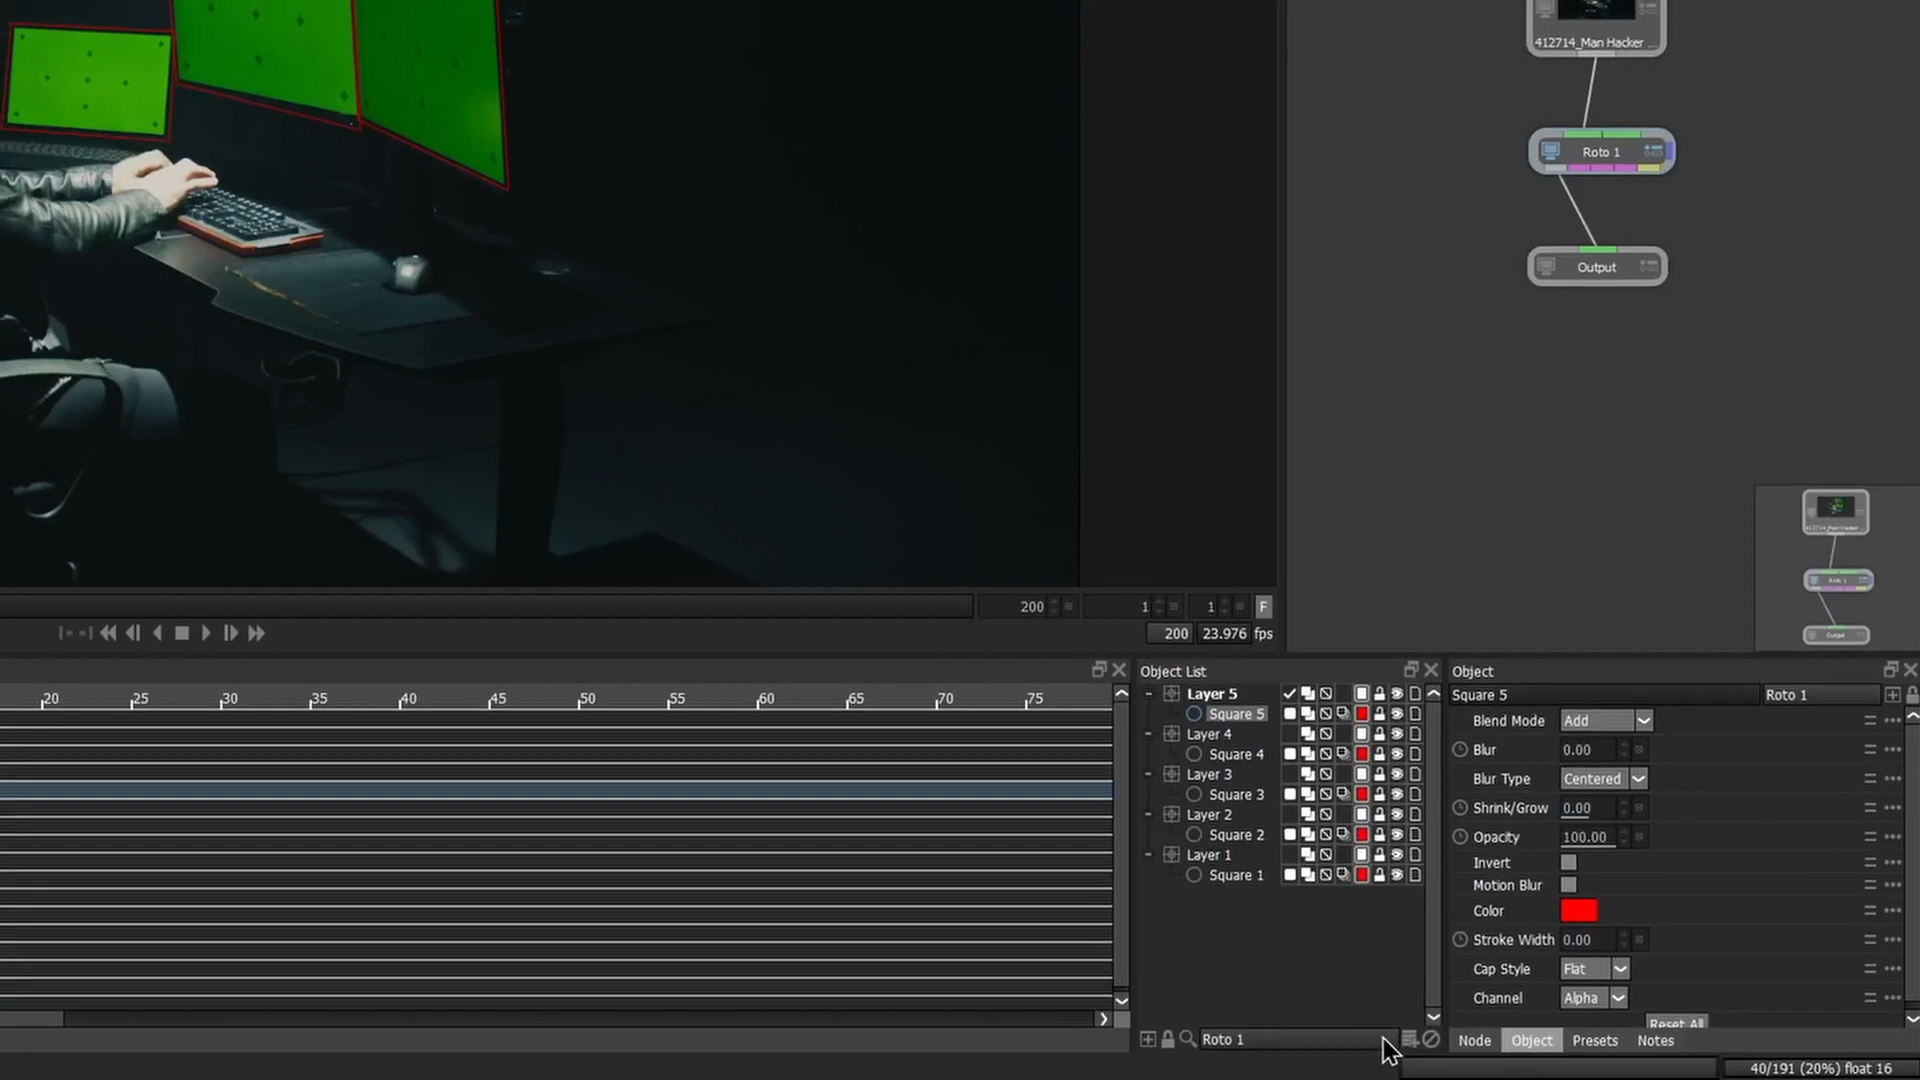 412714_Man Hacker ...
Roto 1
Output
Roto 1
Output
200 1 1 F
200 23.976 fps
20 25 30 35 40 45 50 55 60 65 70 75
Object List
Layer 5
Square 5
Layer 4
Square 4
Layer 3
Square 3
Layer 2
Square 2
Layer 1
Square 1
Roto 1
Object
Square 5 Roto 1
Blend Mode Add
Blur 0.00
Blur Type Centered
Shrink/Grow 0.00
Opacity 100.00
Invert
Motion Blur
Color
Stroke Width 0.00
Cap Style Flat
Channel Alpha
Reset All
Node Object Presets Notes
40/191 (20%) float 16